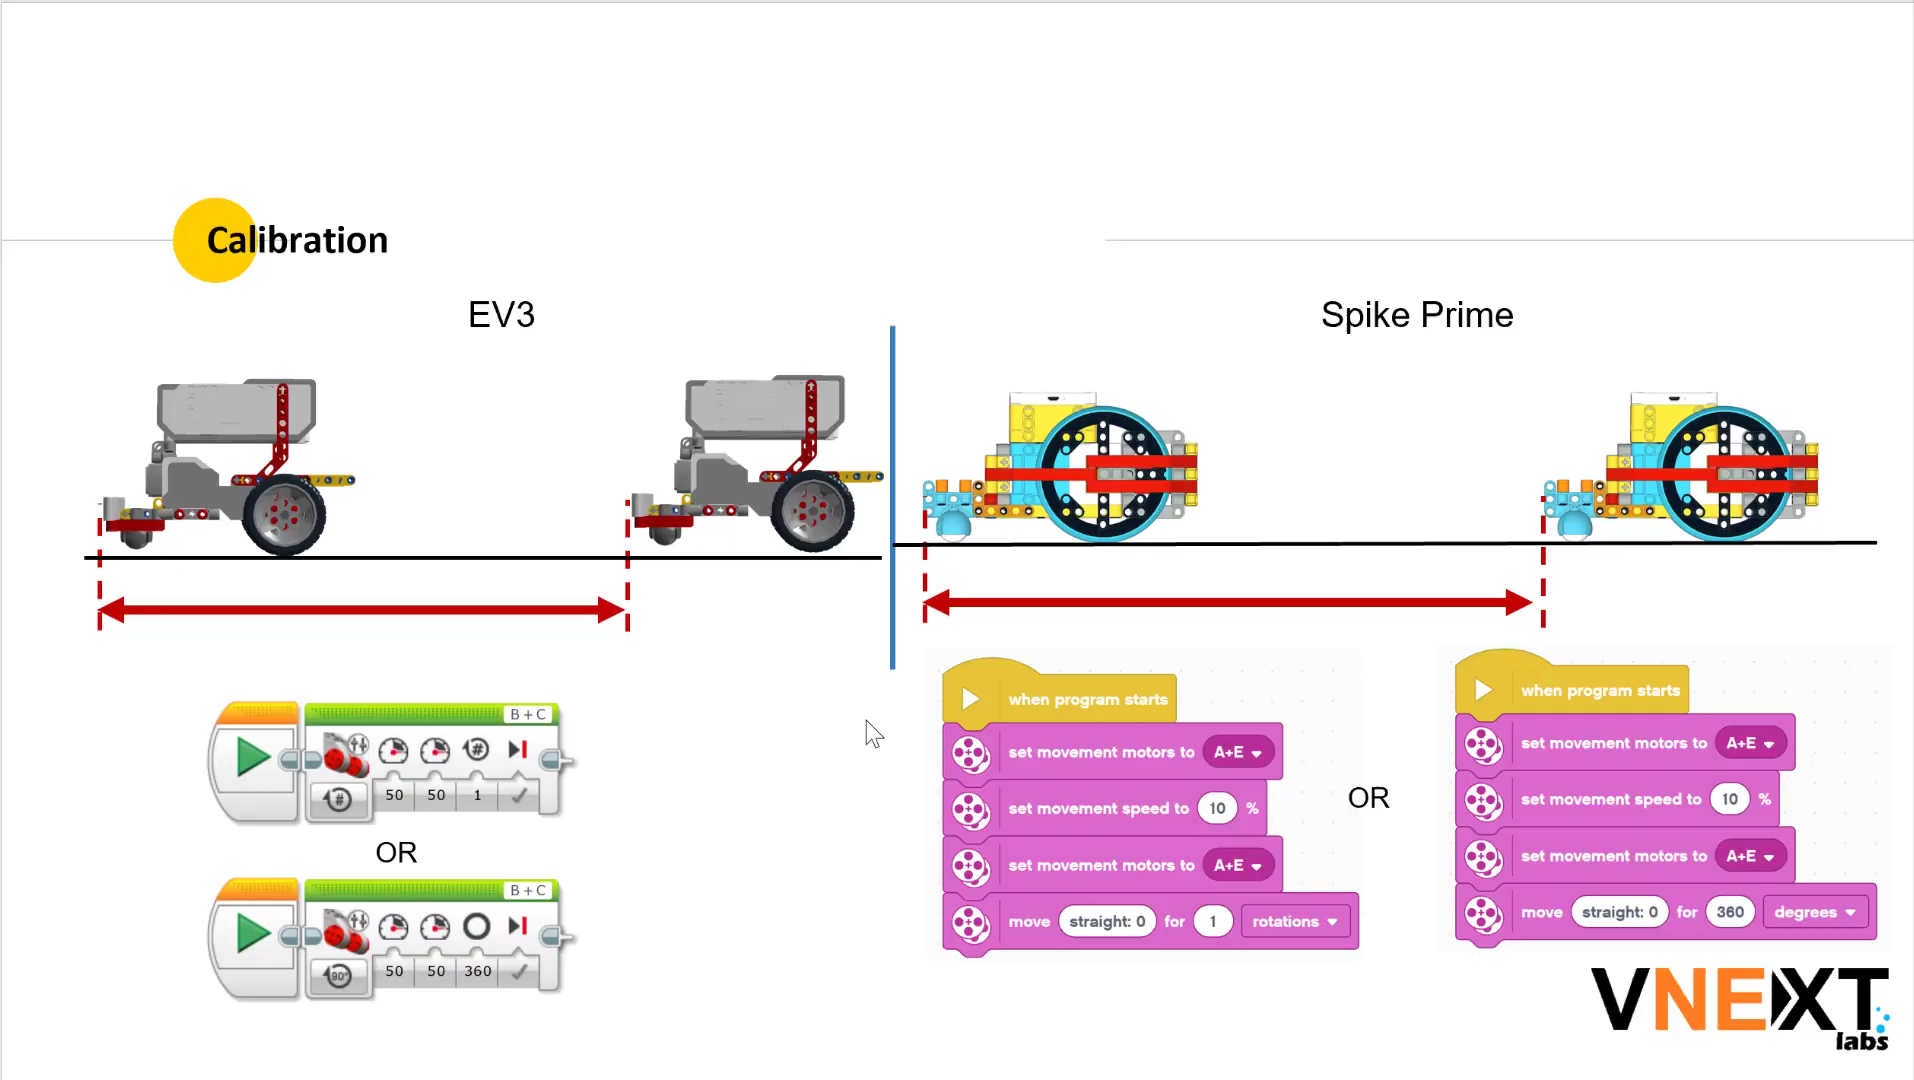 Calibration
EV3
Spike Prime
B + C
50 50 1
OR
B + C
50 50 360
when program starts
set movement motors to A+E
set movement speed to 10 %
set movement motors to A+E
move straight: 0 for 1 rotations
OR
when program starts
set movement motors to A+E
set movement speed to 10 %
set movement motors to A+E
move straight: 0 for 360 degrees
VNEXT
labs